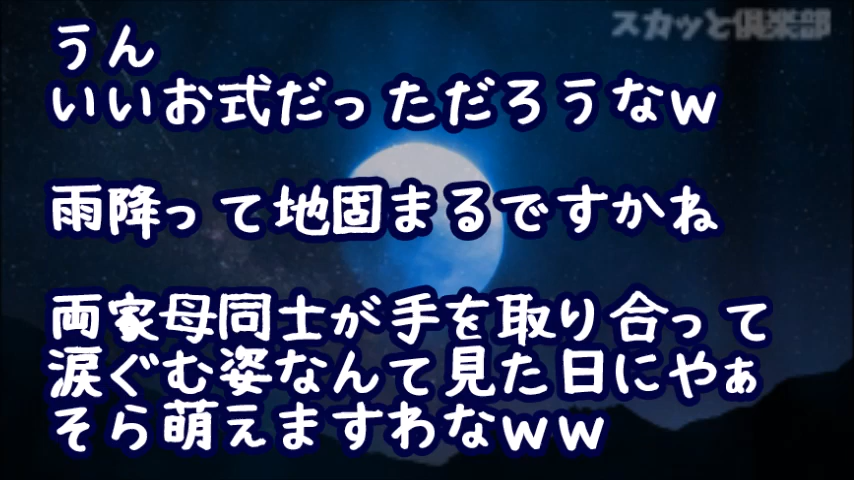 スカッと倶楽部
うん
いいお式だっただろうなｗ
雨降って地固まるですかね
両家母同士が手を取り合って
涙ぐむ姿なんて見た日にやぁ
そら萌えますわなｗｗ